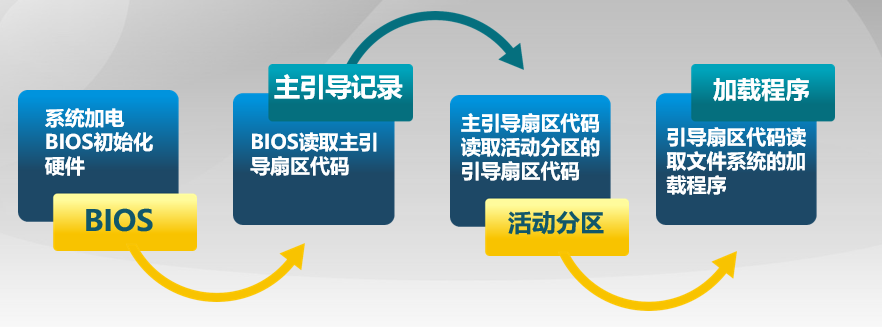 系统加电
BIOS初始化
硬件
BIOS
主引导记录
BIOS读取主引
导扇区代码
主引导扇区代码
读取活动分区的
引导扇区代码
活动分区
加载程序
引导扇区代码读
取文件系统的加
载程序